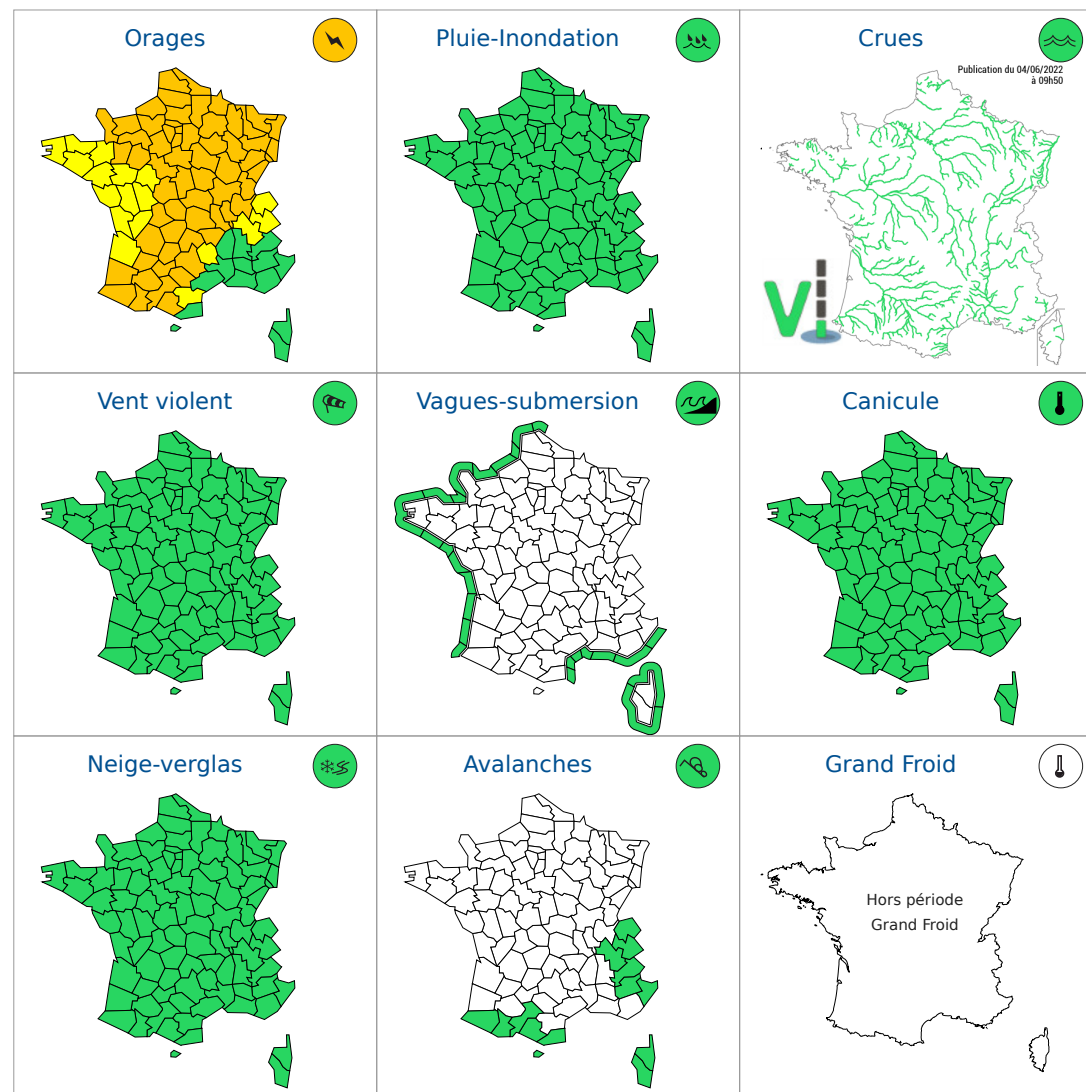 Orages
Pluie-Inondation
Crues
Publication du 04/06/2022
à 09h50
Vent violent
Vagues-submersion
Canicule
Neige-verglas
Avalanches
Grand Froid
Hors période
Grand Froid